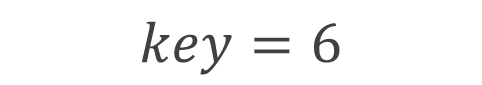 key = 6